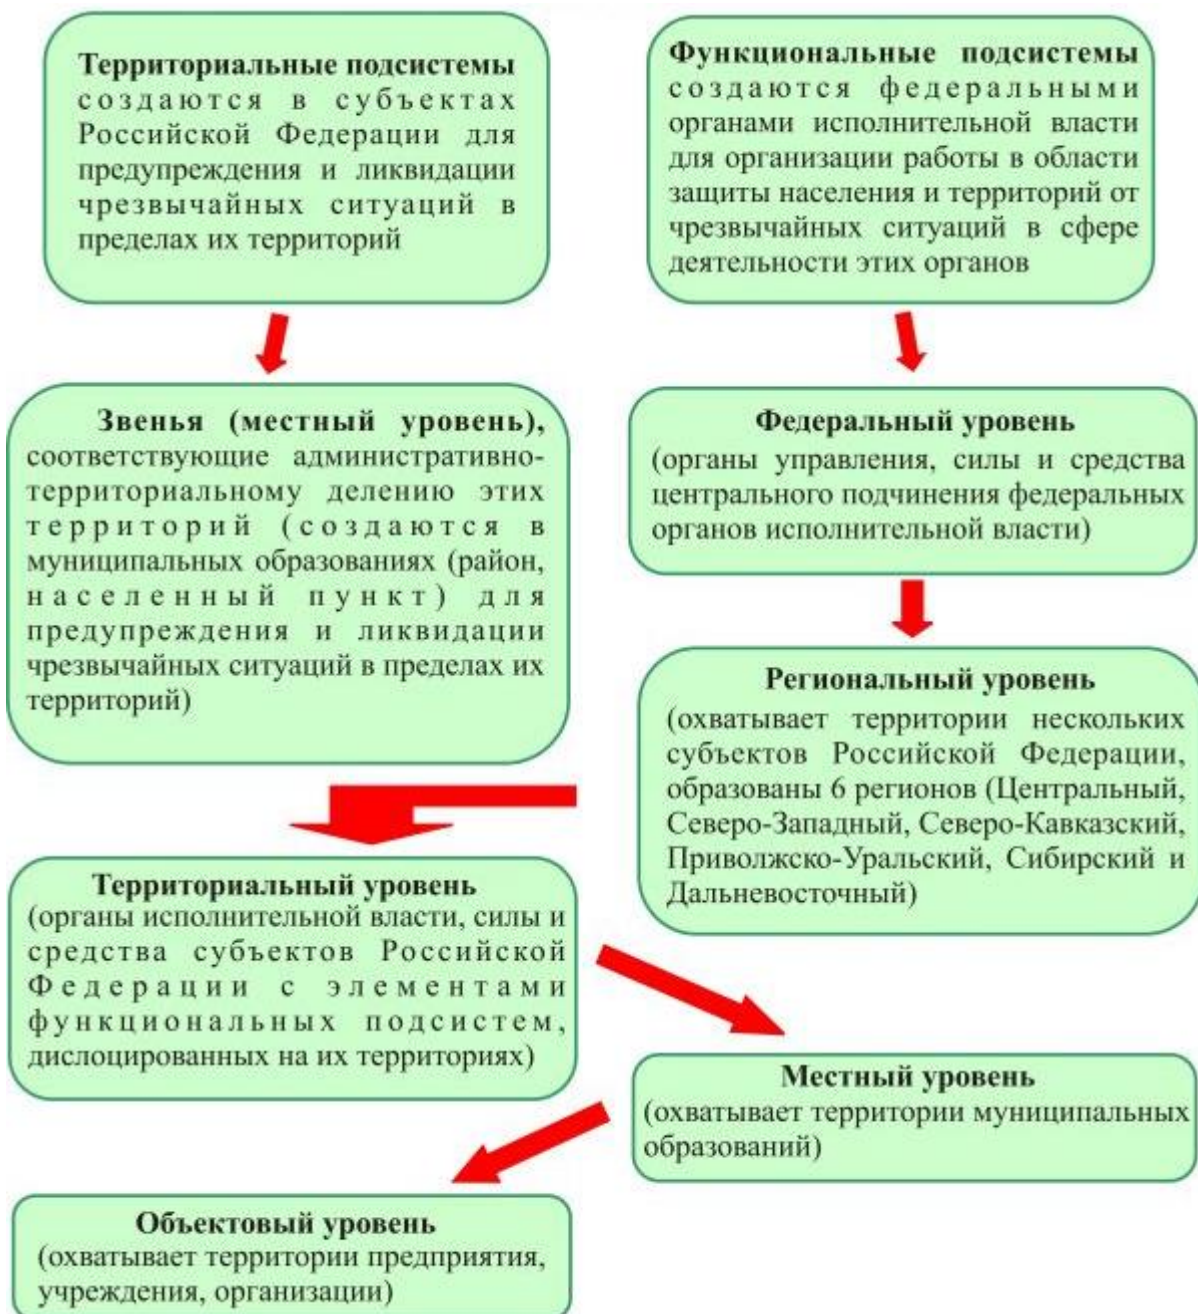 Территориальные подсистемы
создаются в субъектах
Российской Федерации для
предупреждения и ликвидации
чрезвычайных ситуаций в
пределах их территорий
Функциональные подсистемы
создаются федеральными
органами исполнительной власти
для организации работы в области
защиты населения и территорий от
чрезвычайных ситуаций в сфере
деятельности этих органов
Звенья (местный уровень),
соответствующие административно-
территориальному делению этих
территорий (создаются в
муниципальных образованиях (район,
населенный пункт) для
предупреждения и ликвидации
чрезвычайных ситуаций в пределах их
территорий)
Федеральный уровень
(органы управления, силы и средства
центрального подчинения федеральных
органов исполнительной власти)
Региональный уровень
(охватывает территории нескольких
субъектов Российской Федерации,
образованы 6 регионов (Центральный,
Северо-Западный, Северо-Кавказский,
Приволжско-Уральский, Сибирский и
Дальневосточный)
Территориальный уровень
(органы исполнительной власти, силы и
средства субъектов Российской
Федерации с элементами
функциональных подсистем,
дислоцированных на их территориях)
Местный уровень
(охватывает территории муниципальных
образований)
Объектовый уровень
(охватывает территории предприятия,
учреждения, организации)